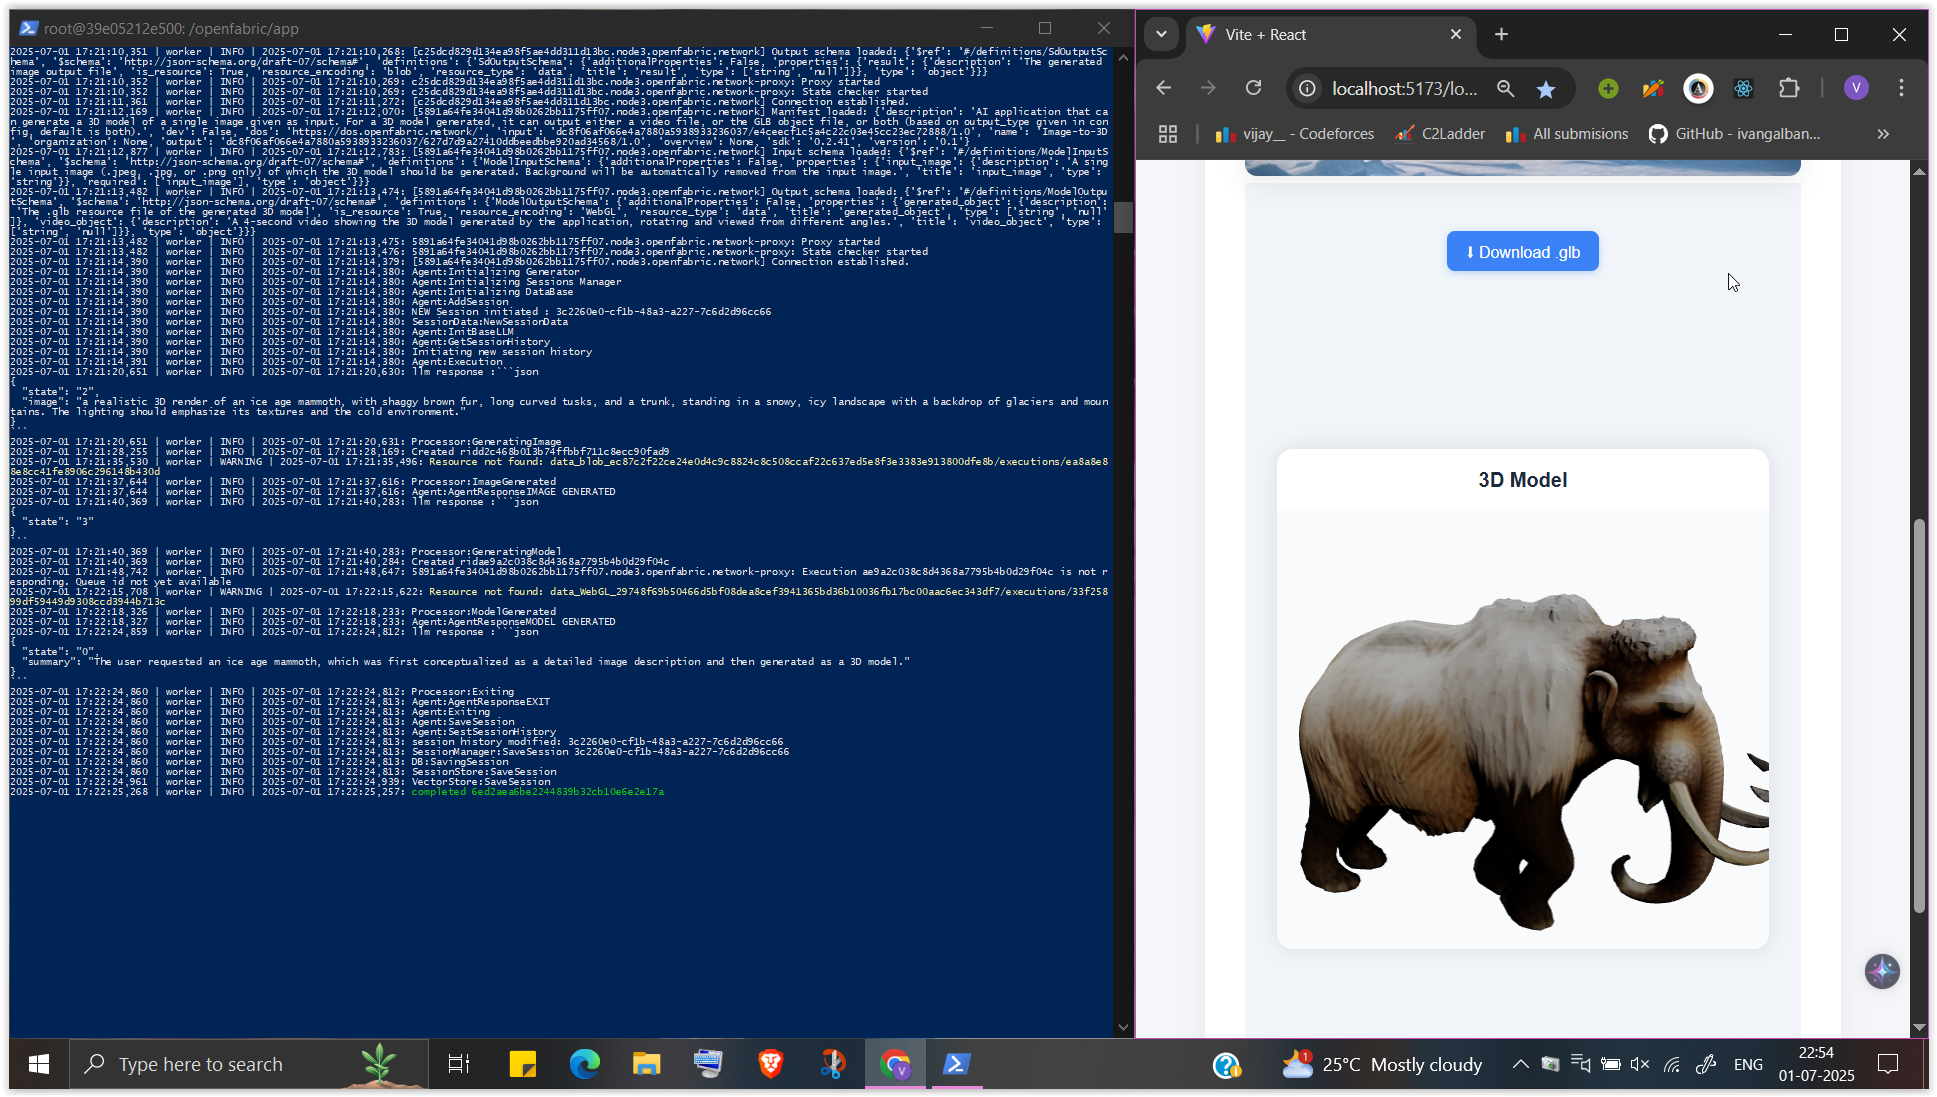 root@39e05212e500: /openfabric/app
2025-07-01 17:21:10,351 | worker | INFO | 2025-07-01 17:21:10,268: [c25dcd829d134ea98f5ae4dd311d13bc.node3.openfabric.network] Output schema loaded: {'$ref': '#/definitions/SdOutputSc
hema', '$schema': 'http://json-schema.org/draft-07/schema#', 'definitions': {'SdOutputSchema': {'additionalProperties': False, 'properties': {'result': {'description': 'The generated
image output file', 'is_resource': True, 'resource_encoding': 'blob', 'resource_type': 'data', 'title': 'result', 'type': ['string', 'null']}}, 'type': 'object'}}}
2025-07-01 17:21:10,352 | worker | INFO | 2025-07-01 17:21:10,269: c25dcd829d134ea98f5ae4dd311d13bc.node3.openfabric.network-proxy: Proxy started
2025-07-01 17:21:10,352 | worker | INFO | 2025-07-01 17:21:10,269: c25dcd829d134ea98f5ae4dd311d13bc.node3.openfabric.network-proxy: State checker started
2025-07-01 17:21:11,361 | worker | INFO | 2025-07-01 17:21:11,272: [c25dcd829d134ea98f5ae4dd311d13bc.node3.openfabric.network] Connection established.
2025-07-01 17:21:12,169 | worker | INFO | 2025-07-01 17:21:12,070: [5891a64fe34041d98b0262bb1175ff07.node3.openfabric.network] Manifest loaded: {'description': 'AI application that ca
n generate a 3D model of a single image given as input. For a 3D model generated, it can output either a video file, or the GLB object file, or both (based on output_type given in con
fig, default is both).', 'dev': False, 'dos': 'https://dos.openfabric.network/', 'input': 'dc8f06af066e4a7880a5938933236037/e4ceecf1c5a4c22c03e45cc23ec72888/1.0', 'name': 'Image-to-3D
', 'organization': None, 'output': 'dc8f06af066e4a7880a5938933236037/627d7d9a27410ddbeedbbe920ad34568/1.0', 'overview': None, 'sdk': '0.2.41', 'version': '0.1'}
2025-07-01 17:21:12,877 | worker | INFO | 2025-07-01 17:21:12,783: [5891a64fe34041d98b0262bb1175ff07.node3.openfabric.network] Input schema loaded: {'$ref': '#/definitions/ModelInputS
chema', '$schema': 'http://json-schema.org/draft-07/schema#', 'definitions': {'ModelInputSchema': {'additionalProperties': False, 'properties': {'input_image': {'description': 'A sing
le input image (.jpeg, .jpg, or .png only) of which the 3D model should be generated. Background will be automatically removed from the input image.', 'title': 'input_image', 'type':
'string'}}, 'required': ['input_image'], 'type': 'object'}}}
2025-07-01 17:21:13,482 | worker | INFO | 2025-07-01 17:21:13,474: [5891a64fe34041d98b0262bb1175ff07.node3.openfabric.network] Output schema loaded: {'$ref': '#/definitions/ModelOutpu
tSchema', '$schema': 'http://json-schema.org/draft-07/schema#', 'definitions': {'ModelOutputSchema': {'additionalProperties': False, 'properties': {'generated_object': {'description':
'The .glb resource file of the generated 3D model', 'is_resource': True, 'resource_encoding': 'WebGL', 'resource_type': 'data', 'title': 'generated_object', 'type': ['string', 'null'
]}, 'video_object': {'description': 'A 4-second video showing the 3D model generated by the application, rotating and viewed from different angles.', 'title': 'video_object', 'type':
['string', 'null']}}, 'type': 'object'}}}
2025-07-01 17:21:13,482 | worker | INFO | 2025-07-01 17:21:13,475: 5891a64fe34041d98b0262bb1175ff07.node3.openfabric.network-proxy: Proxy started
2025-07-01 17:21:13,482 | worker | INFO | 2025-07-01 17:21:13,476: 5891a64fe34041d98b0262bb1175ff07.node3.openfabric.network-proxy: State checker started
2025-07-01 17:21:14,390 | worker | INFO | 2025-07-01 17:21:14,379: [5891a64fe34041d98b0262bb1175ff07.node3.openfabric.network] Connection established.
2025-07-01 17:21:14,390 | worker | INFO | 2025-07-01 17:21:14,380: Agent:Initializing Generator
2025-07-01 17:21:14,390 | worker | INFO | 2025-07-01 17:21:14,380: Agent:Initializing Sessions Manager
2025-07-01 17:21:14,390 | worker | INFO | 2025-07-01 17:21:14,380: Agent:Initializing DataBase
2025-07-01 17:21:14,390 | worker | INFO | 2025-07-01 17:21:14,380: Agent:AddSession
2025-07-01 17:21:14,390 | worker | INFO | 2025-07-01 17:21:14,380: NEW Session initiated : 3c2260e0-cf1b-48a3-a227-7c6d2d96cc66
2025-07-01 17:21:14,390 | worker | INFO | 2025-07-01 17:21:14,380: SessionData:NewSessionData
2025-07-01 17:21:14,390 | worker | INFO | 2025-07-01 17:21:14,380: Agent:InitBaseLLM
2025-07-01 17:21:14,390 | worker | INFO | 2025-07-01 17:21:14,380: Agent:GetSessionHistory
2025-07-01 17:21:14,390 | worker | INFO | 2025-07-01 17:21:14,380: Initiating new session history
2025-07-01 17:21:14,391 | worker | INFO | 2025-07-01 17:21:14,380: Agent:Execution
2025-07-01 17:21:20,651 | worker | INFO | 2025-07-01 17:21:20,630: llm response :```json
{
"state": "2",
"image": "a realistic 3D render of an ice age mammoth, with shaggy brown fur, long curved tusks, and a trunk, standing in a snowy, icy landscape with a backdrop of glaciers and moun
tains. The lighting should emphasize its textures and the cold environment."
}
```
2025-07-01 17:21:20,651 | worker | INFO | 2025-07-01 17:21:20,631: Processor:GeneratingImage
2025-07-01 17:21:28,255 | worker | INFO | 2025-07-01 17:21:28,169: Created ridd2c468b013b74ffbbf711c8ecc90fad9
2025-07-01 17:21:35,530 | worker | WARNING | 2025-07-01 17:21:35,496: Resource not found: data_blob_ec87c2f22ce24e0d4c9c8824c8c508ccaf22c637ed5e8f3e3383e913800dfe8b/executions/ea8a8e8
8e8cc41fe8906c296148b430d
2025-07-01 17:21:37,644 | worker | INFO | 2025-07-01 17:21:37,616: Processor:ImageGenerated
2025-07-01 17:21:37,644 | worker | INFO | 2025-07-01 17:21:37,616: Agent:AgentResponseIMAGE GENERATED
2025-07-01 17:21:40,369 | worker | INFO | 2025-07-01 17:21:40,283: llm response :```json
{
"state": "3"
}
```
2025-07-01 17:21:40,369 | worker | INFO | 2025-07-01 17:21:40,283: Processor:GeneratingModel
2025-07-01 17:21:40,369 | worker | INFO | 2025-07-01 17:21:40,284: Created ridae9a2c038c8d4368a7795b4b0d29f04c
2025-07-01 17:21:48,742 | worker | INFO | 2025-07-01 17:21:48,647: 5891a64fe34041d98b0262bb1175ff07.node3.openfabric.network-proxy: Execution ae9a2c038c8d4368a7795b4b0d29f04c is not r
esponding. Queue id not yet available
2025-07-01 17:22:15,708 | worker | WARNING | 2025-07-01 17:22:15,622: Resource not found: data_WebGL_29748f69b50466d5bf08dea8cef3941365bd36b10036fb17bc00aac6ec343df7/executions/33f258
99df59449d9308ccd3944b713c
2025-07-01 17:22:18,326 | worker | INFO | 2025-07-01 17:22:18,233: Processor:ModelGenerated
2025-07-01 17:22:18,327 | worker | INFO | 2025-07-01 17:22:18,233: Agent:AgentResponseMODEL GENERATED
2025-07-01 17:22:24,859 | worker | INFO | 2025-07-01 17:22:24,812: llm response :```json
{
"state": "0",
"summary": "The user requested an ice age mammoth, which was first conceptualized as a detailed image description and then generated as a 3D model."
}
```
2025-07-01 17:22:24,860 | worker | INFO | 2025-07-01 17:22:24,812: Processor:Exiting
2025-07-01 17:22:24,860 | worker | INFO | 2025-07-01 17:22:24,813: Agent:AgentResponseEXIT
2025-07-01 17:22:24,860 | worker | INFO | 2025-07-01 17:22:24,813: Agent:Exiting
2025-07-01 17:22:24,860 | worker | INFO | 2025-07-01 17:22:24,813: Agent:SaveSession
2025-07-01 17:22:24,860 | worker | INFO | 2025-07-01 17:22:24,813: Agent:SestSessionHistory
2025-07-01 17:22:24,860 | worker | INFO | 2025-07-01 17:22:24,813: session history modified: 3c2260e0-cf1b-48a3-a227-7c6d2d96cc66
2025-07-01 17:22:24,860 | worker | INFO | 2025-07-01 17:22:24,813: SessionManager:SaveSession 3c2260e0-cf1b-48a3-a227-7c6d2d96cc66
2025-07-01 17:22:24,860 | worker | INFO | 2025-07-01 17:22:24,813: DB:SavingSession
2025-07-01 17:22:24,860 | worker | INFO | 2025-07-01 17:22:24,813: SessionStore:SaveSession
2025-07-01 17:22:24,961 | worker | INFO | 2025-07-01 17:22:24,939: VectorStore:SaveSession
2025-07-01 17:22:25,268 | worker | INFO | 2025-07-01 17:22:25,257: completed 6ed2aea6be2244839b32cb10e6e2e17a
Vite + React
localhost:5173/lo...
V
vijay__ - Codeforces
C2Ladder
All submisions
GitHub - ivangalban...
»
⬇ Download .glb
3D Model
Type here to search
25°C Mostly cloudy
ENG
22:54
01-07-2025